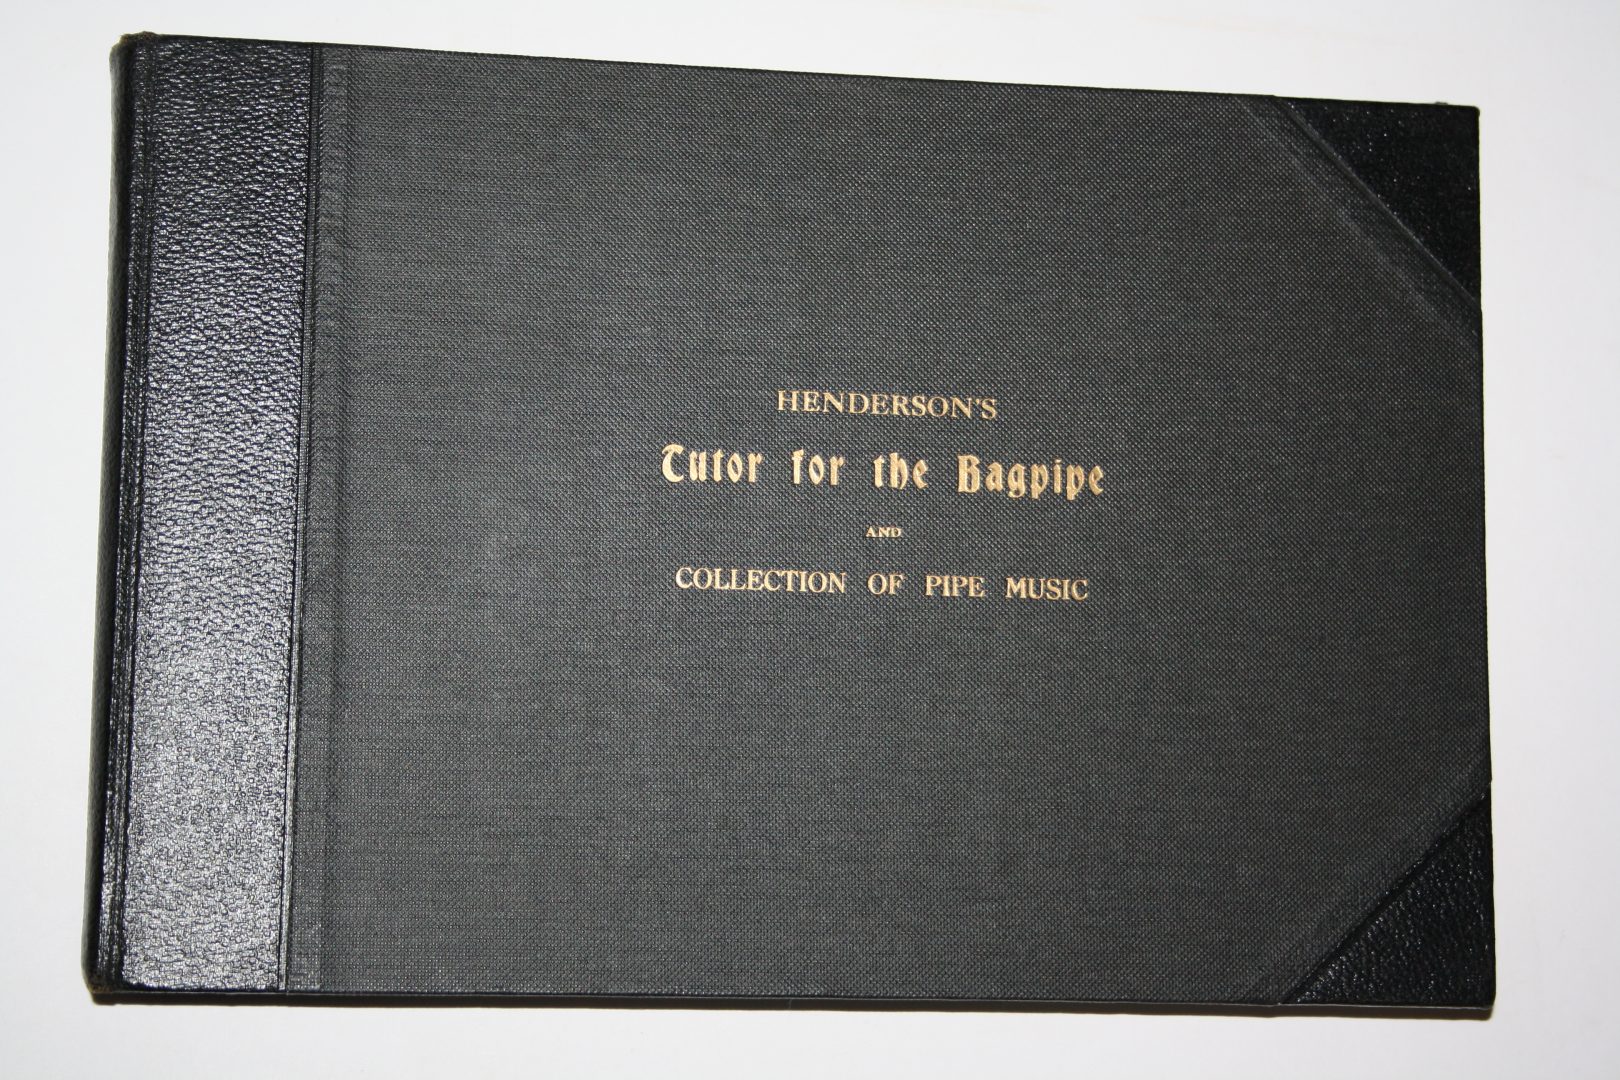 HENDERSON'S
Tutor for the Bagpipe
AND
COLLECTION OF PIPE MUSIC